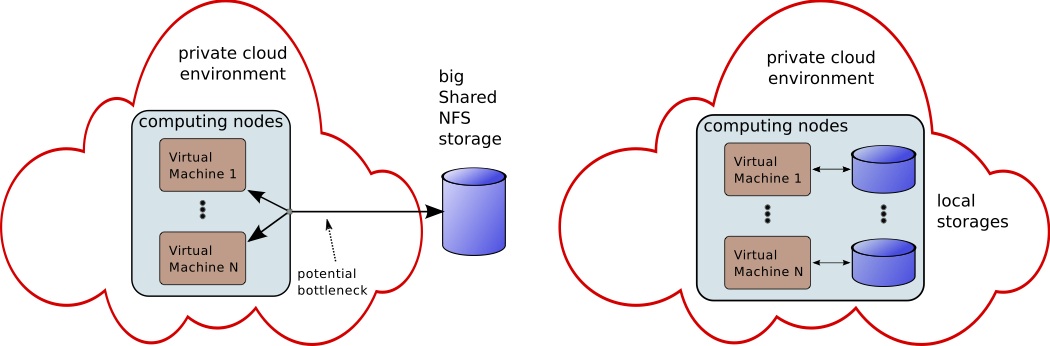 private cloud
environment
big
Shared
NFS
storage
computing nodes
Virtual
Machine 1
Virtual
Machine N
potential
bottleneck
private cloud
environment
computing nodes
Virtual
Machine 1
Virtual
Machine N
local
storages